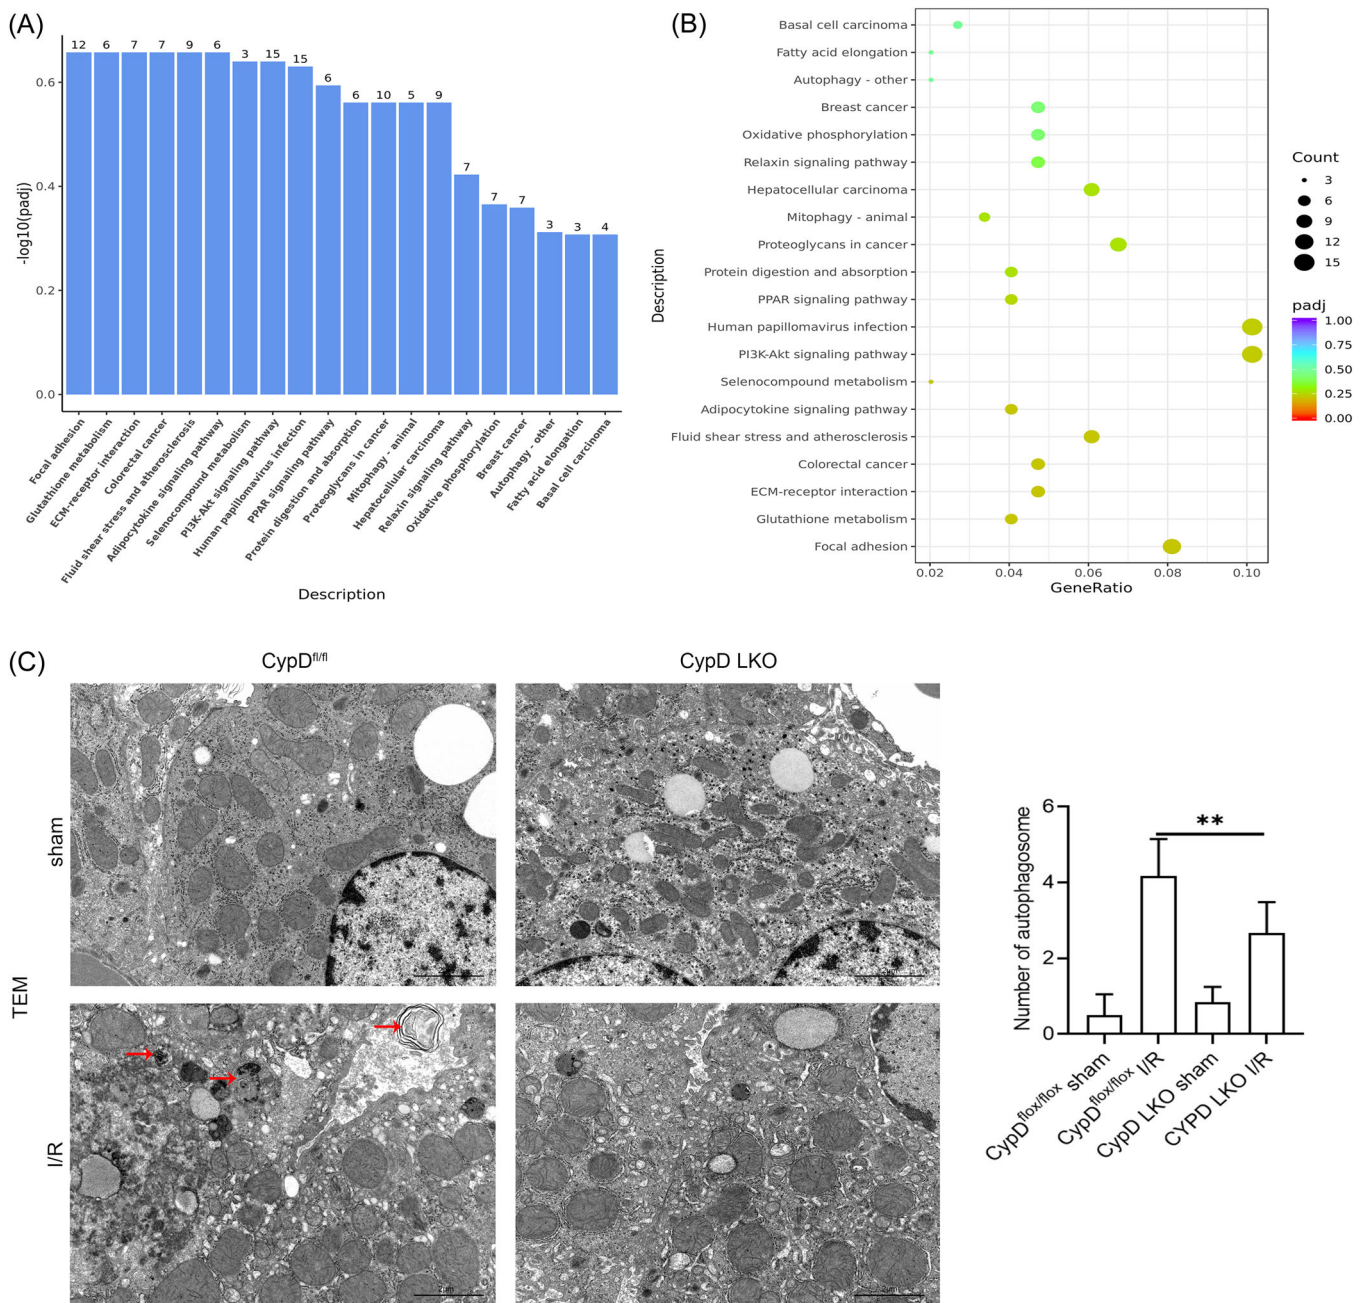 (A)
12 6 7 7 9 6 3 15 15 6 6 10 5 9 7 7 7 3 3 4
0.6
0.4
0.2
0.0
-log10(padj)
Focal adhesion
Glutathione metabolism
ECM-receptor interaction
Colorectal cancer
Fluid shear stress and atherosclerosis
Adipocytokine signaling pathway
Selenocompound metabolism
PI3K-Akt signaling pathway
Human papillomavirus infection
PPAR signaling pathway
Protein digestion and absorption
Proteoglycans in cancer
Mitophagy - animal
Hepatocellular carcinoma
Relaxin signaling pathway
Oxidative phosphorylation
Breast cancer
Autophagy - other
Fatty acid elongation
Basal cell carcinoma
Description
(B)
Basal cell carcinoma
Fatty acid elongation
Autophagy - other
Breast cancer
Oxidative phosphorylation
Relaxin signaling pathway
Hepatocellular carcinoma
Mitophagy - animal
Proteoglycans in cancer
Protein digestion and absorption
PPAR signaling pathway
Human papillomavirus infection
PI3K-Akt signaling pathway
Selenocompound metabolism
Adipocytokine signaling pathway
Fluid shear stress and atherosclerosis
Colorectal cancer
ECM-receptor interaction
Glutathione metabolism
Focal adhesion
Description
0.02 0.04 0.06 0.08 0.10
GeneRatio
Count
3
6
9
12
15
padj
1.00
0.75
0.50
0.25
0.00
(C)
CypDfl/fl
CypD LKO
sham
TEM
I/R
2μm
2μm
Number of autophagosome
6
4
2
0
**
CypDflox/flox sham
CypDflox/flox I/R
CypD LKO sham
CYPD LKO I/R